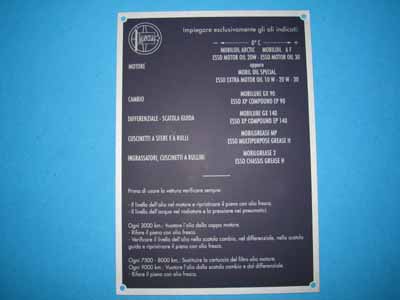 LANCIA
Impiegare esclusivamente gli oli indicati:
0° C
MOBILOIL ARCTIC MOBILOIL A F
ESSO MOTOR OIL 20W - ESSO MOTOR OIL 30
MOTORE
oppure
MOBIL OIL SPECIAL
ESSO EXTRA MOTOR OIL 10 W - 20 W - 30
CAMBIO
MOBILUBE GX 90
ESSO XP COMPOUND EP 90
DIFFERENZIALE - SCATOLA GUIDA
MOBILUBE GX 140
ESSO XP COMPOUND EP 140
CUSCINETTI A SFERE E A RULLI
MOBILGREASE MP
ESSO MULTIPURPOSE GREASE H
INGRASSATORI, CUSCINETTI A RULLINI
MOBILGREASE 2
ESSO CHASSIS GREASE H
Prima di usare la vettura verificare sempre:
- Il livello dell'olio nel motore e ripristinare il pieno con olio fresco.
- Il livello dell'acqua nel radiatore e la pressione nei pneumatici.
Ogni 3000 km.: Vuotare l'olio della coppa motore.
- Rifare il pieno con olio fresco.
- Verificare il livello dell'olio nella scatola cambio, nel differenziale, nella scatola
guida e ripristinare il pieno con olio fresco.
Ogni 7500 - 8000 km.: Sostituire la cartuccia del filtro olio motore.
Ogni 9000 km.: Vuotare l'olio della scatola cambio e dal differenziale.
- Rifare il pieno con olio fresco.